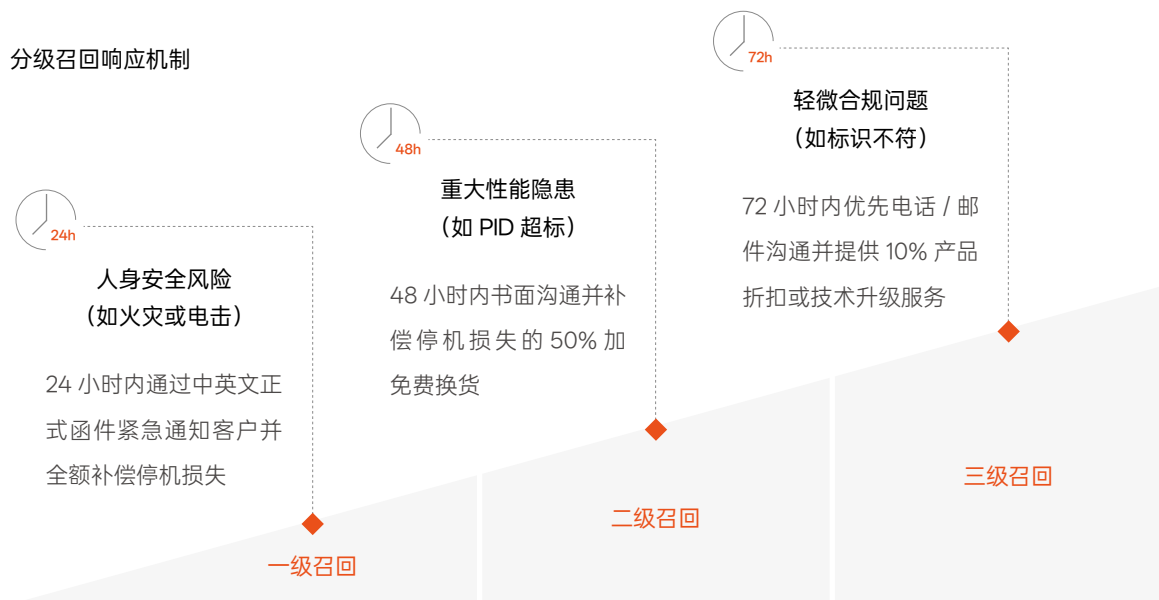 分级召回响应机制
24h
人身安全风险
（如火灾或电击）
24 小时内通过中英文正
式函件紧急通知客户并
全额补偿停机损失
一级召回
48h
重大性能隐患
（如 PID 超标）
48 小时内书面沟通并补
偿停机损失的 50% 加
免费换货
二级召回
72h
轻微合规问题
（如标识不符）
72 小时内优先电话 / 邮
件沟通并提供 10% 产品
折扣或技术升级服务
三级召回